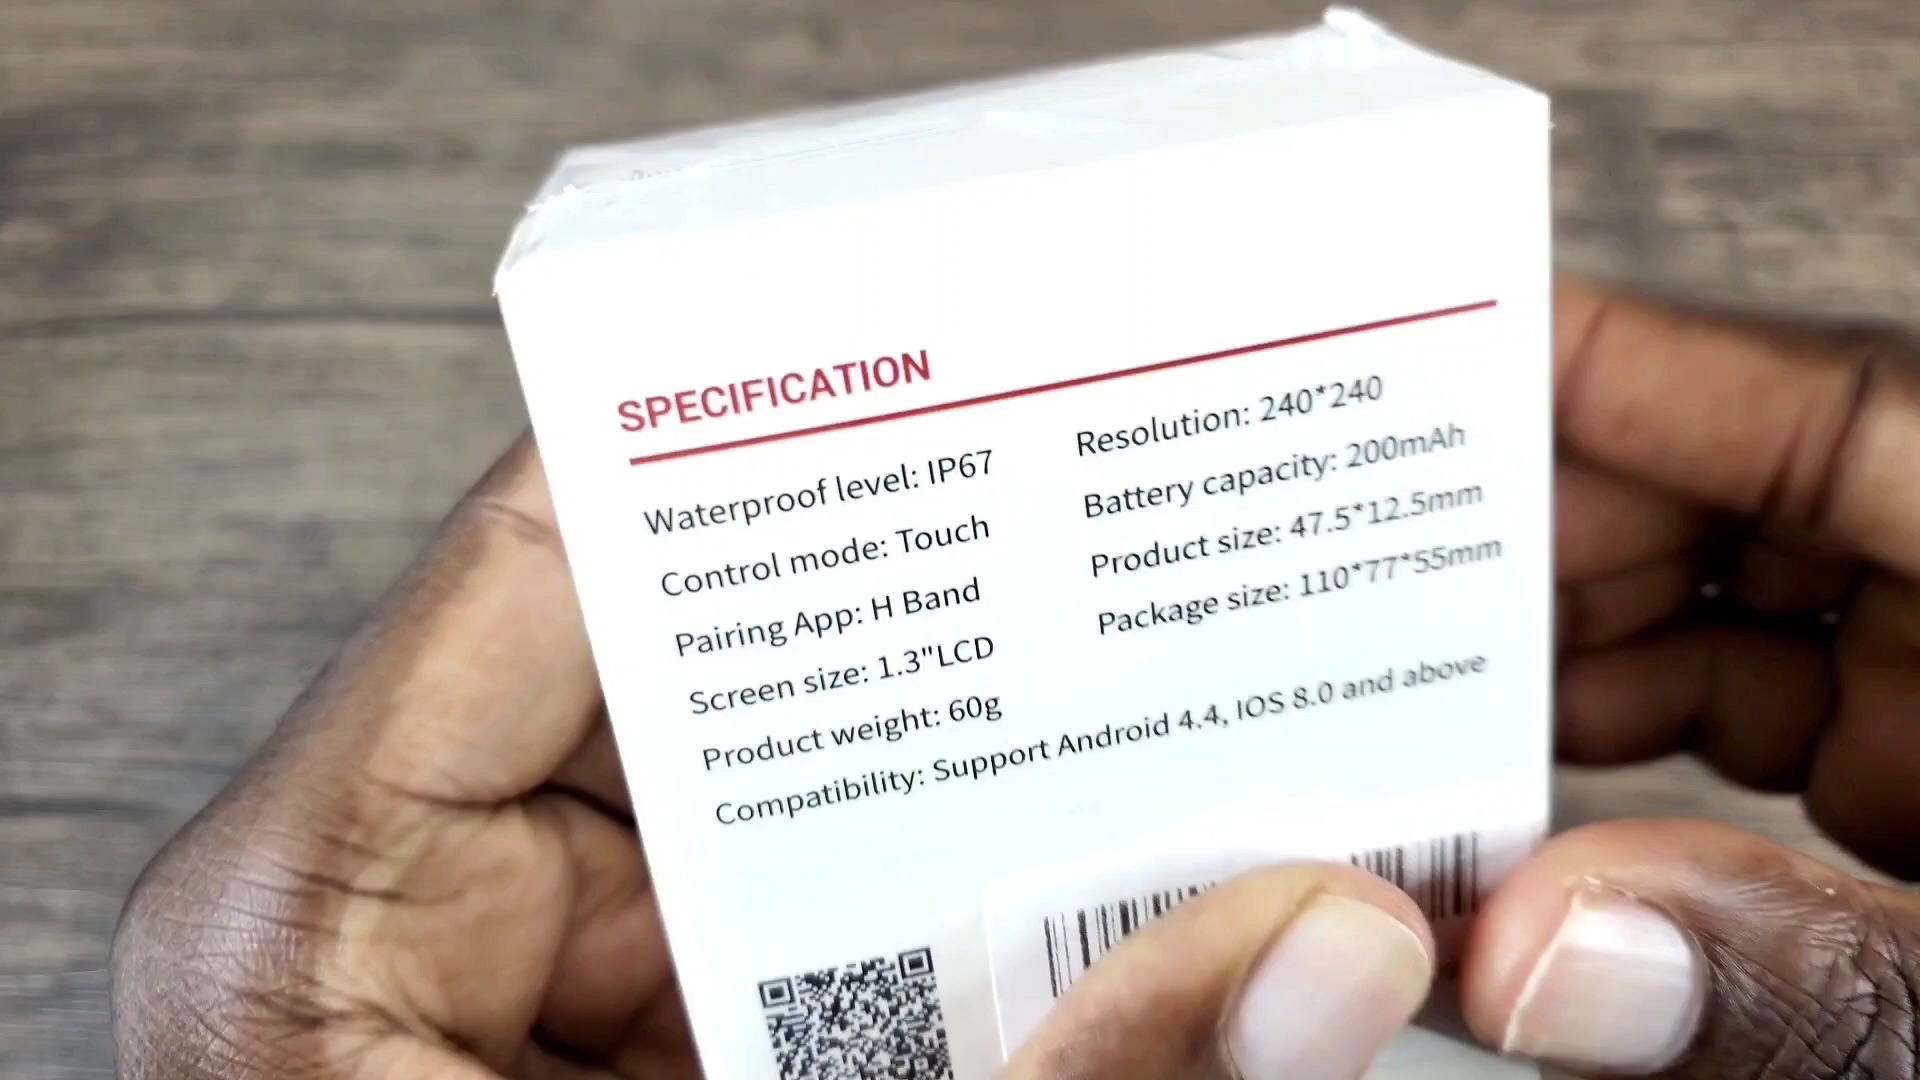 SPECIFICATION
Waterproof level: IP67
Control mode: Touch
Pairing App: H Band
Screen size: 1.3"LCD
Product weight: 60g
Resolution: 240*240
Battery capacity: 200mAh
Product size: 47.5*12.5mm
Package size: 110*77*55mm
Compatibility: Support Android 4.4, IOS 8.0 and above